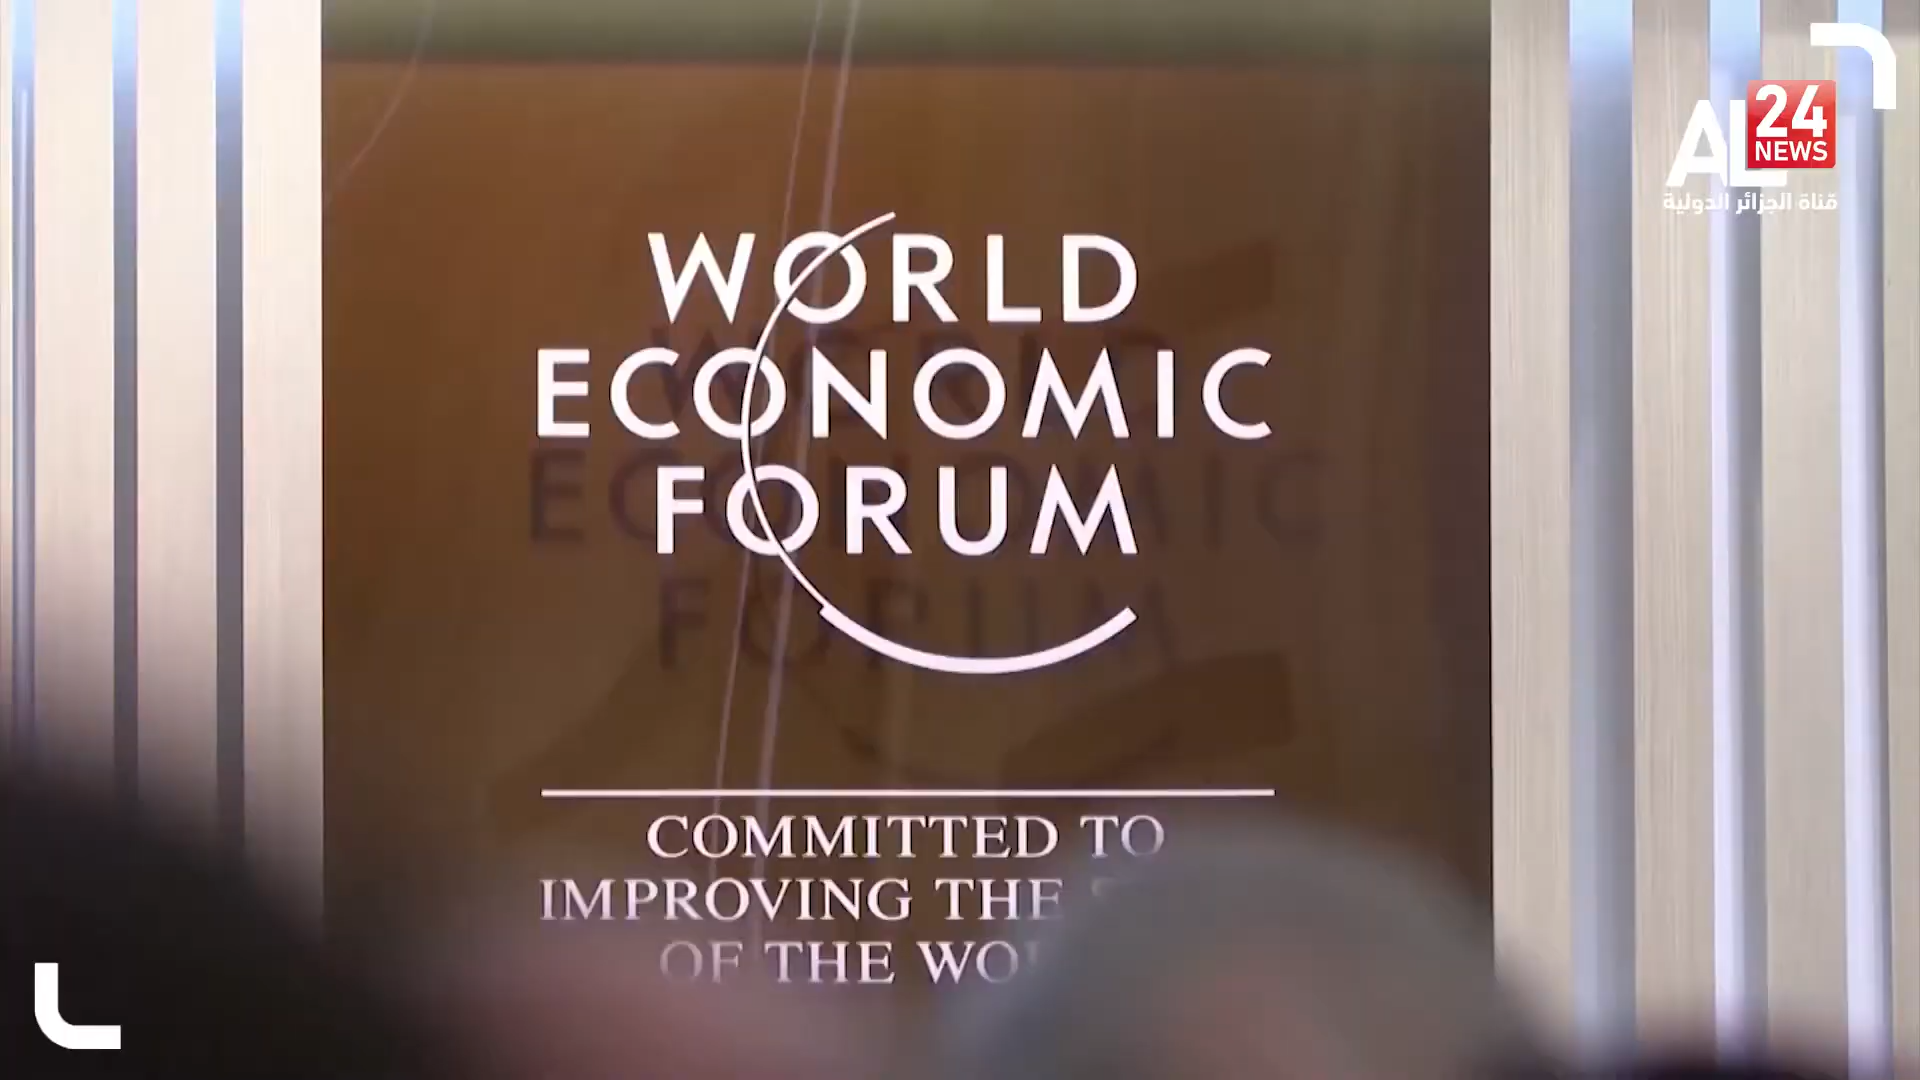 AL
24
NEWS
قناة الجزائر الدولية
WORLD
ECONOMIC
FORUM
COMMITTED TO
IMPROVING THE
OF THE